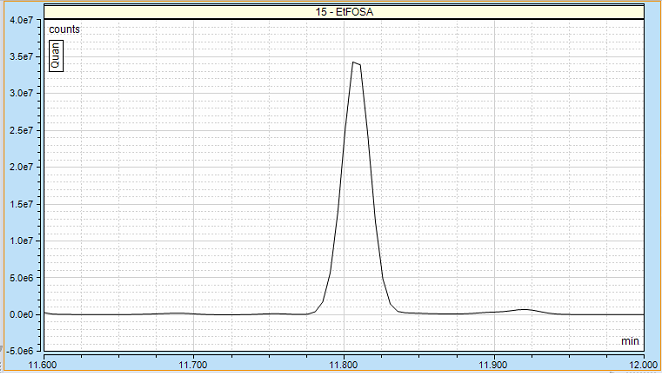 15 - EtFOSA
4.0e7
counts
Quan
3.5e7
3.0e7
2.5e7
2.0e7
1.5e7
1.0e7
5.0e6
0.0e0
min
-5.0e6
11.600 11.700 11.800 11.900 12.000